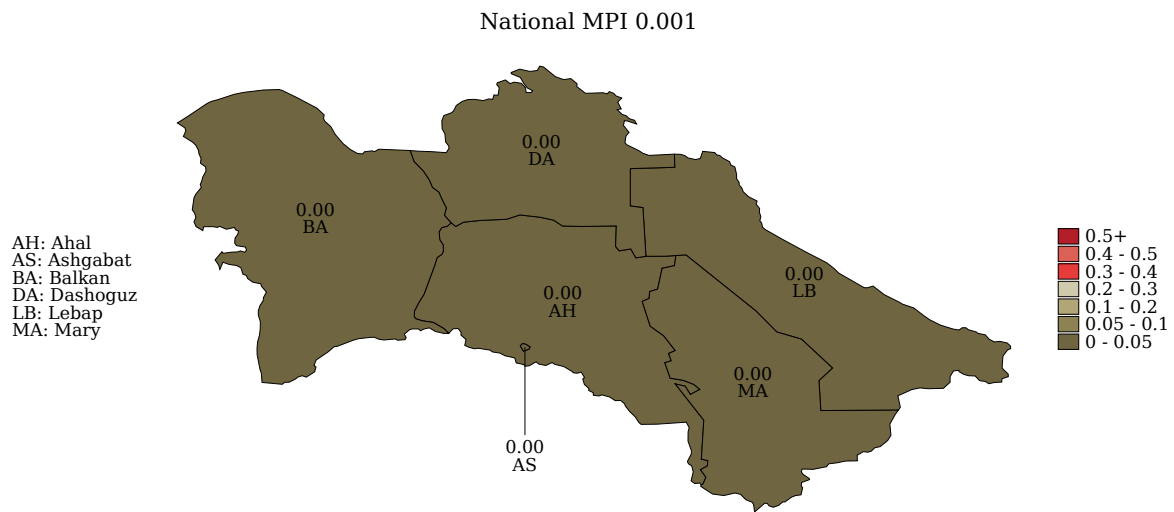 National MPI 0.001
0.00
DA
0.00
BA
AH: Ahal
AS: Ashgabat
BA: Balkan
DA: Dashoguz
LB: Lebap
MA: Mary
0.00
LB
0.00
AH
0.00
MA
0.00
AS
0.5+
0.4 - 0.5
0.3 - 0.4
0.2 - 0.3
0.1 - 0.2
0.05 - 0.1
0 - 0.05